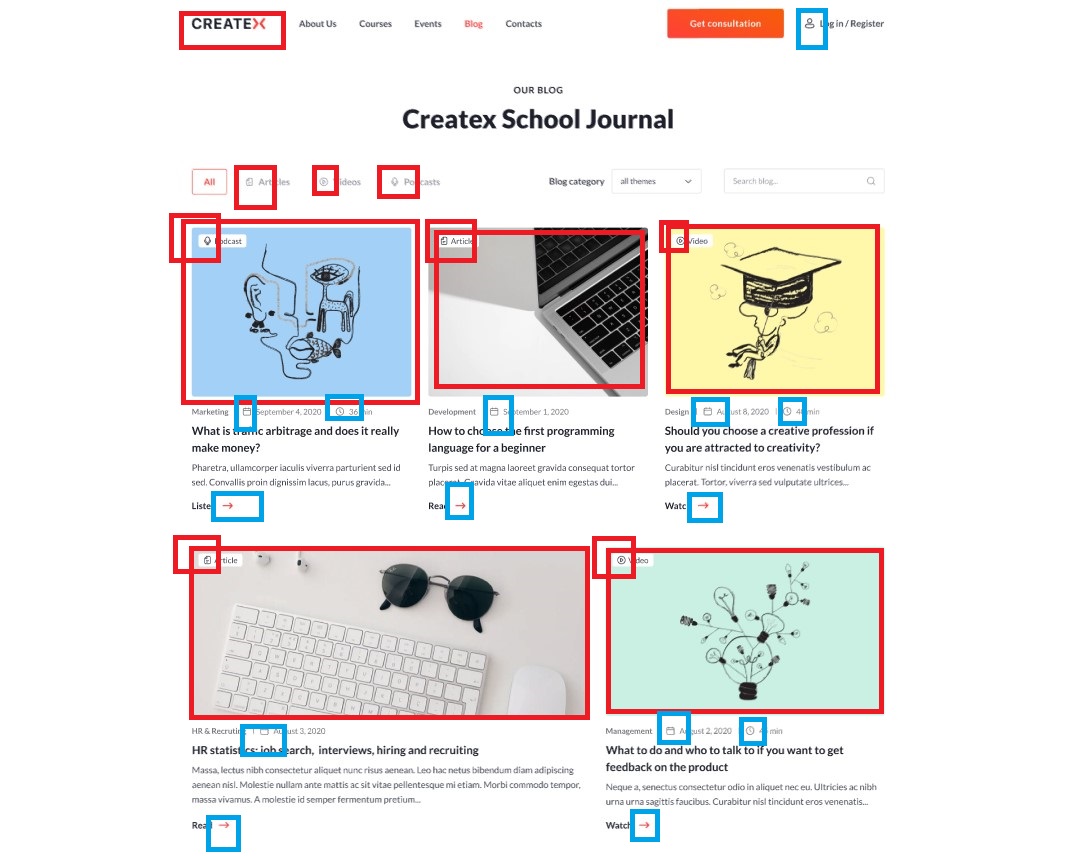 CREATEX About Us Courses Events Blog Contacts Get consultation Log in / Register
OUR BLOG
Createx School Journal
All Articles Videos Podcasts Blog category all themes Search blog...
Podcast Article Video
Marketing September 4, 2020 36 min Development September 1, 2020 Design August 8, 2020
What is traffic arbitrage and does it really
make money?
Pharetra, ullamcorper iaculis viverra parturient sed id
sed. Convallis proin dignissim lacus, purus gravida...
Listen
How to choose the first programming
language for a beginner
Turpis sed at magna laoreet gravida consequat tortor
placerat. Gravida vitae aliquet enim egestas dui...
Read
Should you choose a creative profession if
you are attracted to creativity?
Curabitur nisl tincidunt eros venenatis vestibulum ac
placerat. Tortor, viverra sed vulputate ultrices...
Watch
Article Video
HR & Recruting August 3, 2020
HR statistics: job search, interviews, hiring and recruiting
Massa, lectus nibh consectetur aliquet nunc risus aenean. Leo hac netus bibendum diam adipiscing
aenean nisl. Molestie nullam ante mattis ac sit vitae pellentesque mi etiam. Morbi commodo tempor,
massa vivamus. A molestie id semper fermentum pretium...
Read
Management August 2, 2020 min
What to do and who to talk to if you want to get
feedback on the product
Neque a, senectus consectetur odio in aliquet nec eu. Ultricies ac nibh
urna urna sagittis faucibus. Curabitur nisl tincidunt eros venenatis...
Watch